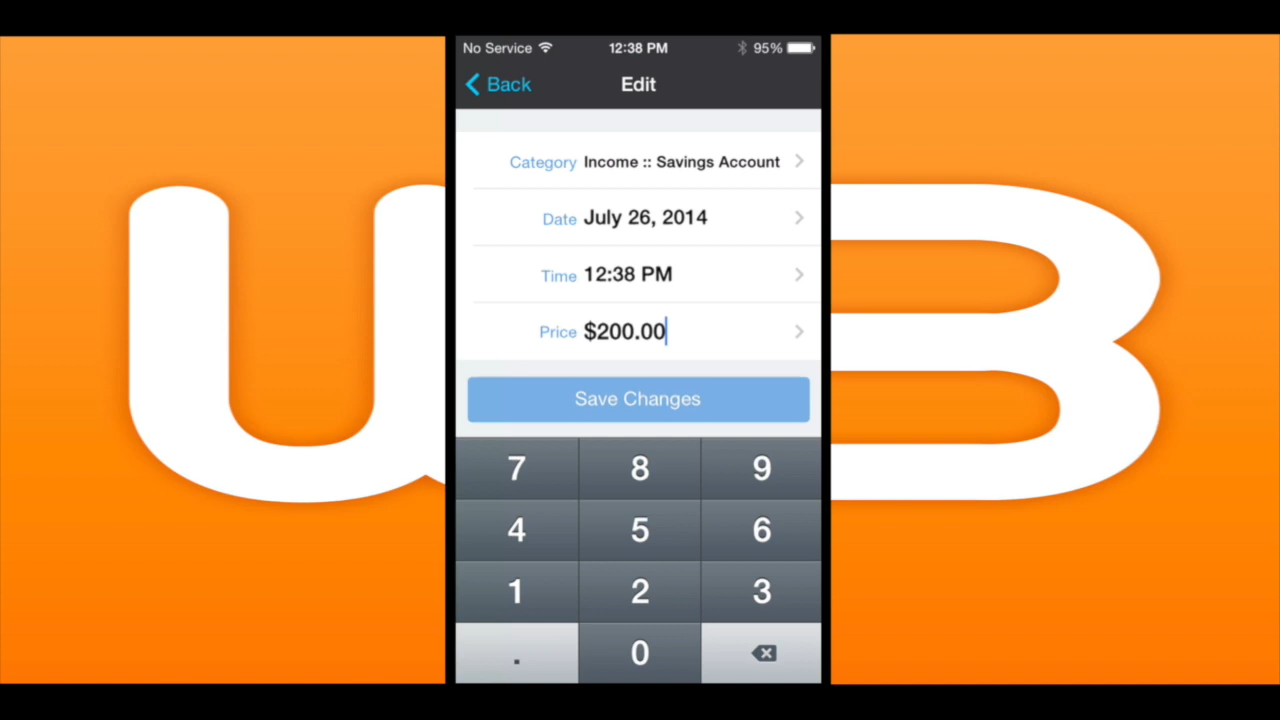 No Service 12:38 PM 95%
Back Edit
Category Income :: Savings Account
Date July 26, 2014
Time 12:38 PM
Price $200.00
Save Changes
7 8 9
4 5 6
1 2 3
. 0